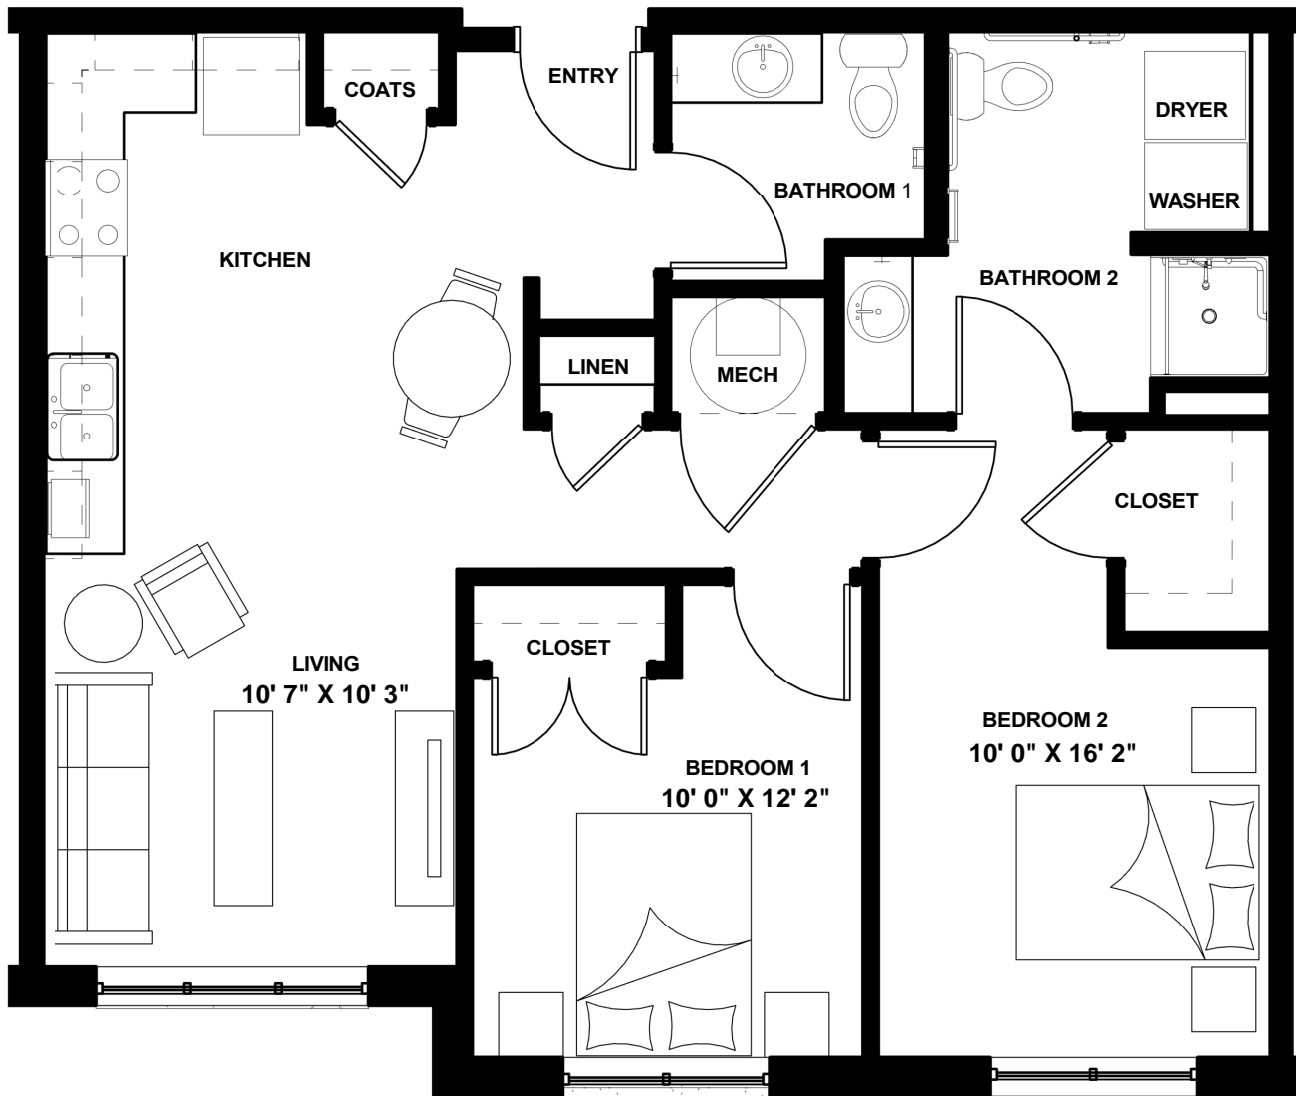 ENTRY
COATS
DRYER
BATHROOM 1
WASHER
KITCHEN
BATHROOM 2
LINEN
MECH
CLOSET
CLOSET
LIVING
10' 7" X 10' 3"
BEDROOM 2
10' 0" X 16' 2"
BEDROOM 1
10' 0" X 12' 2"